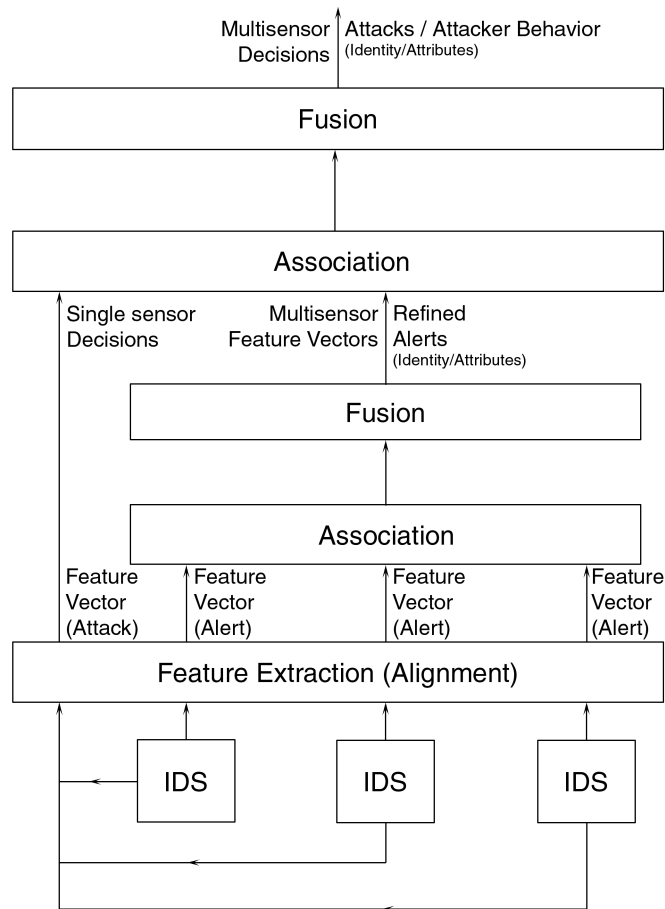 Multisensor
Decisions
Attacks / Attacker Behavior
(Identity/Attributes)
Fusion
Association
Single sensor
Decisions
Multisensor
Feature Vectors
Refined
Alerts
(Identity/Attributes)
Fusion
Association
Feature
Vector
(Attack)
Feature
Vector
(Alert)
Feature
Vector
(Alert)
Feature
Vector
(Alert)
Feature Extraction (Alignment)
IDS
IDS
IDS